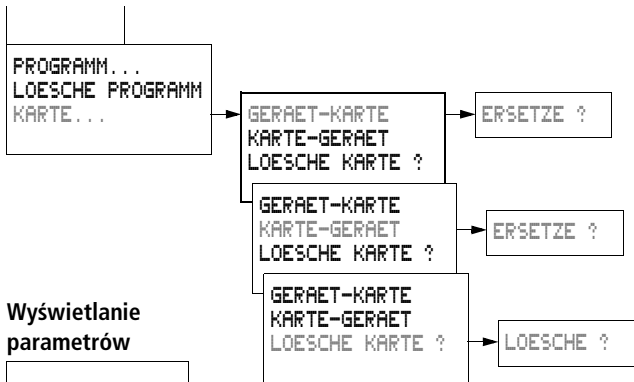 PROGRAMM...
LOESCHE PROGRAMM
KARTE...
GERAET-KARTE
KARTE-GERAET
LOESCHE KARTE ?
ERSETZE ?
GERAET-KARTE
KARTE-GERAET
LOESCHE KARTE ?
ERSETZE ?
GERAET-KARTE
KARTE-GERAET
LOESCHE KARTE ?
LOESCHE ?
Wyświetlanie
parametrów